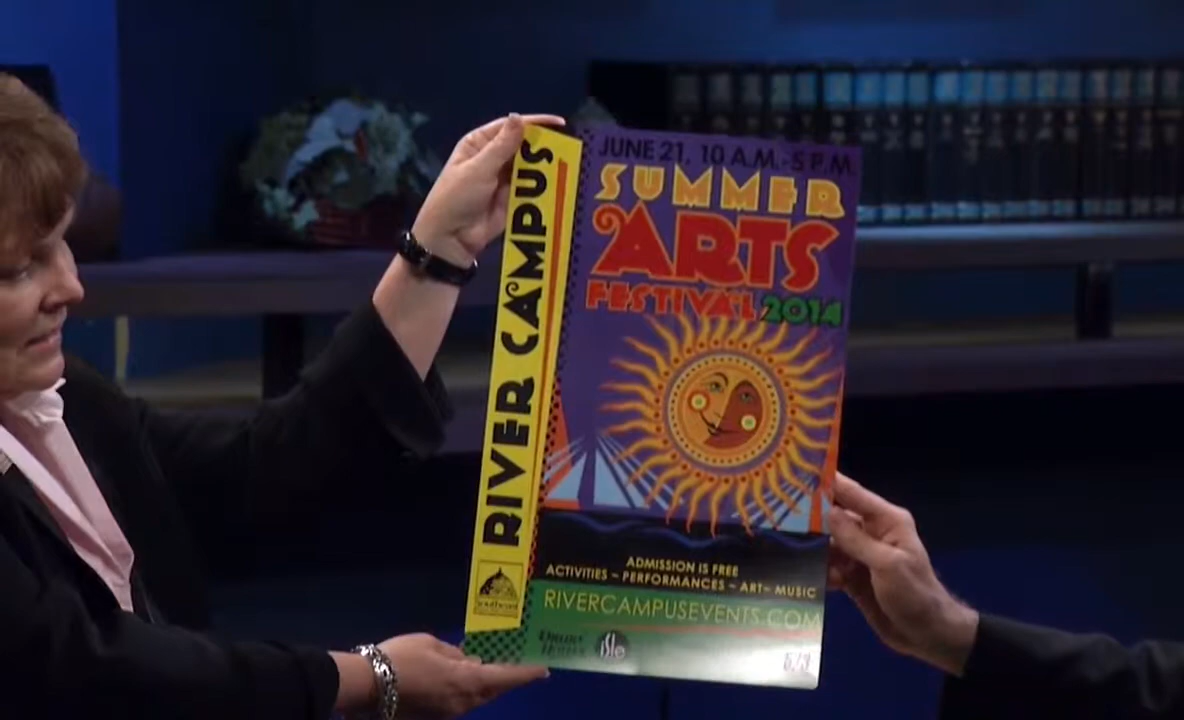 RIVER CAMPUS
JUNE 21, 10 A.M.-5 P.M.
SUMMER
ARTS
FESTIVAL 2014
ADMISSION IS FREE
ACTIVITIES ~ PERFORMANCES ~ ART~ MUSIC
RIVERCAMPUSEVENTS.COM
isle